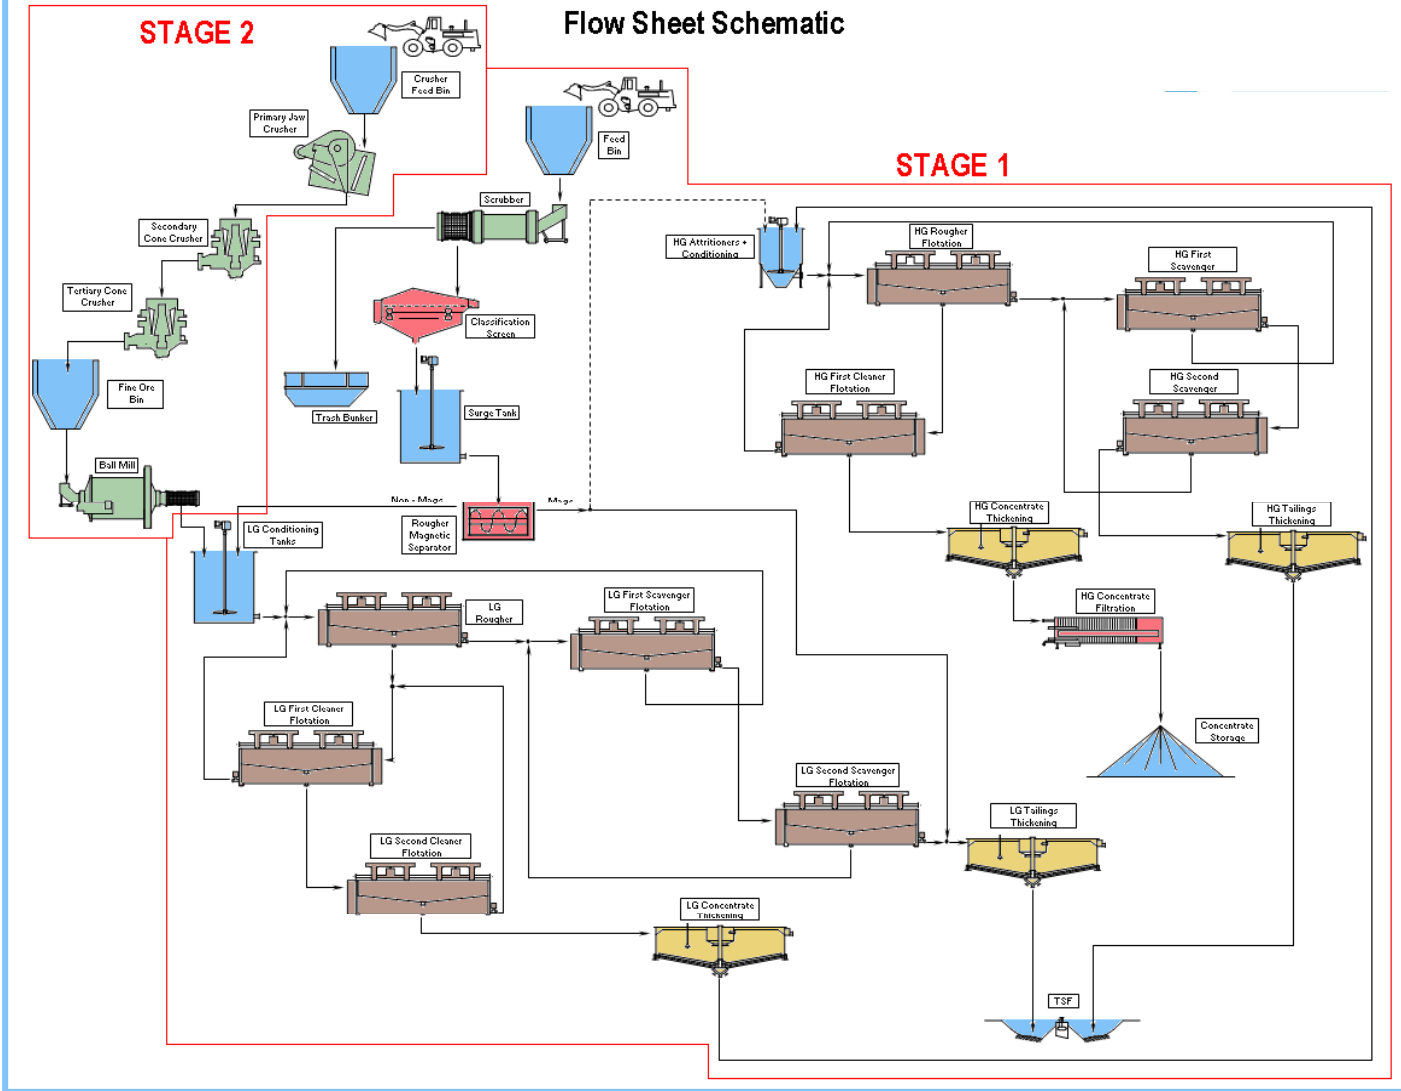 Flow Sheet Schematic
STAGE 2
Crusher
Feed Bin
Primary Jaw
Crusher
Feed
Bin
STAGE 1
Scrubber
Secondary
Cone Crusher
HG Attritioners +
Conditioning
HG Rougher
Flotation
HG First
Scavenger
Tertiary Cone
Crusher
Classification
Screen
Fine Ore
Bin
Trash Bunker
Surge Tank
HG First Cleaner
Flotation
HG Second
Scavenger
Ball Mill
Non - Mags
Mags
LG Conditioning
Tanks
Rougher
Magnetic
Separator
HG Concentrate
Thickening
HG Tailings
Thickening
LG
Rougher
LG First Scavenger
Flotation
HG Concentrate
Filtration
LG First Cleaner
Flotation
Concentrate
Storage
LG Second Scavenger
Flotation
LG Tailings
Thickening
LG Second Cleaner
Flotation
LG Concentrate
Thickening
TSF